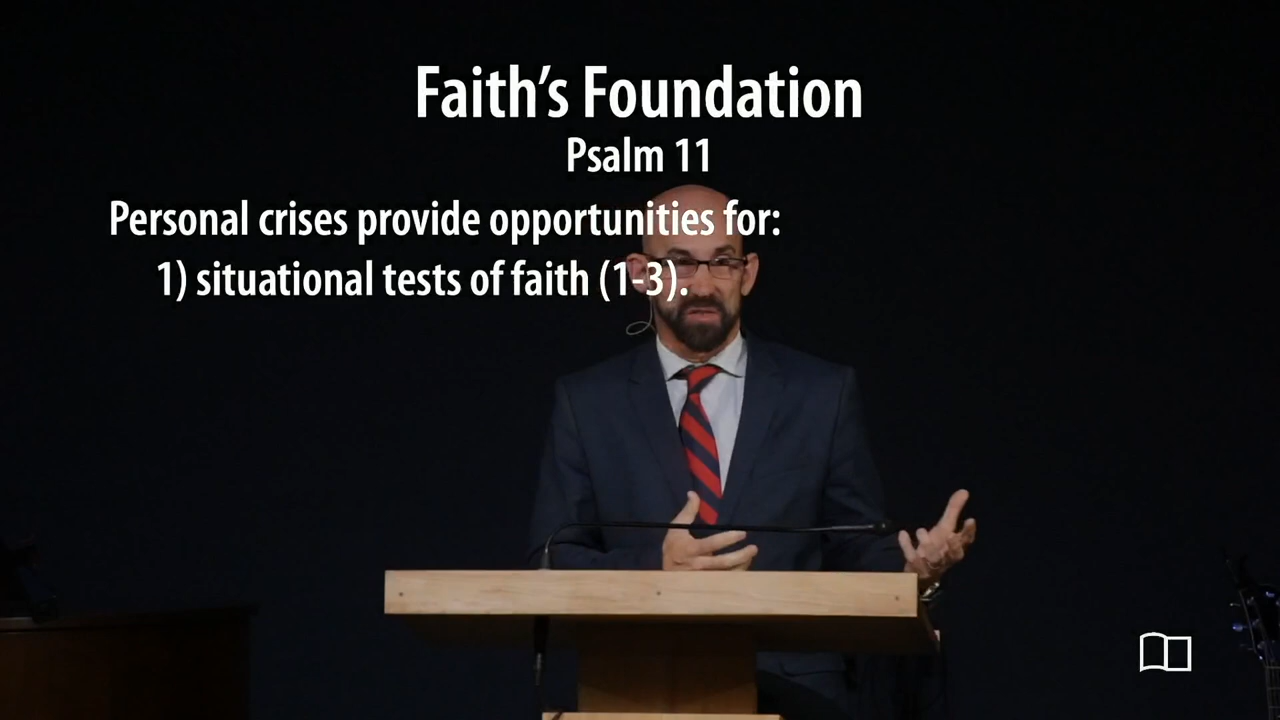 Faith’s Foundation
Psalm 11
Personal crises provide opportunities for:
1) situational tests of faith (1-3).